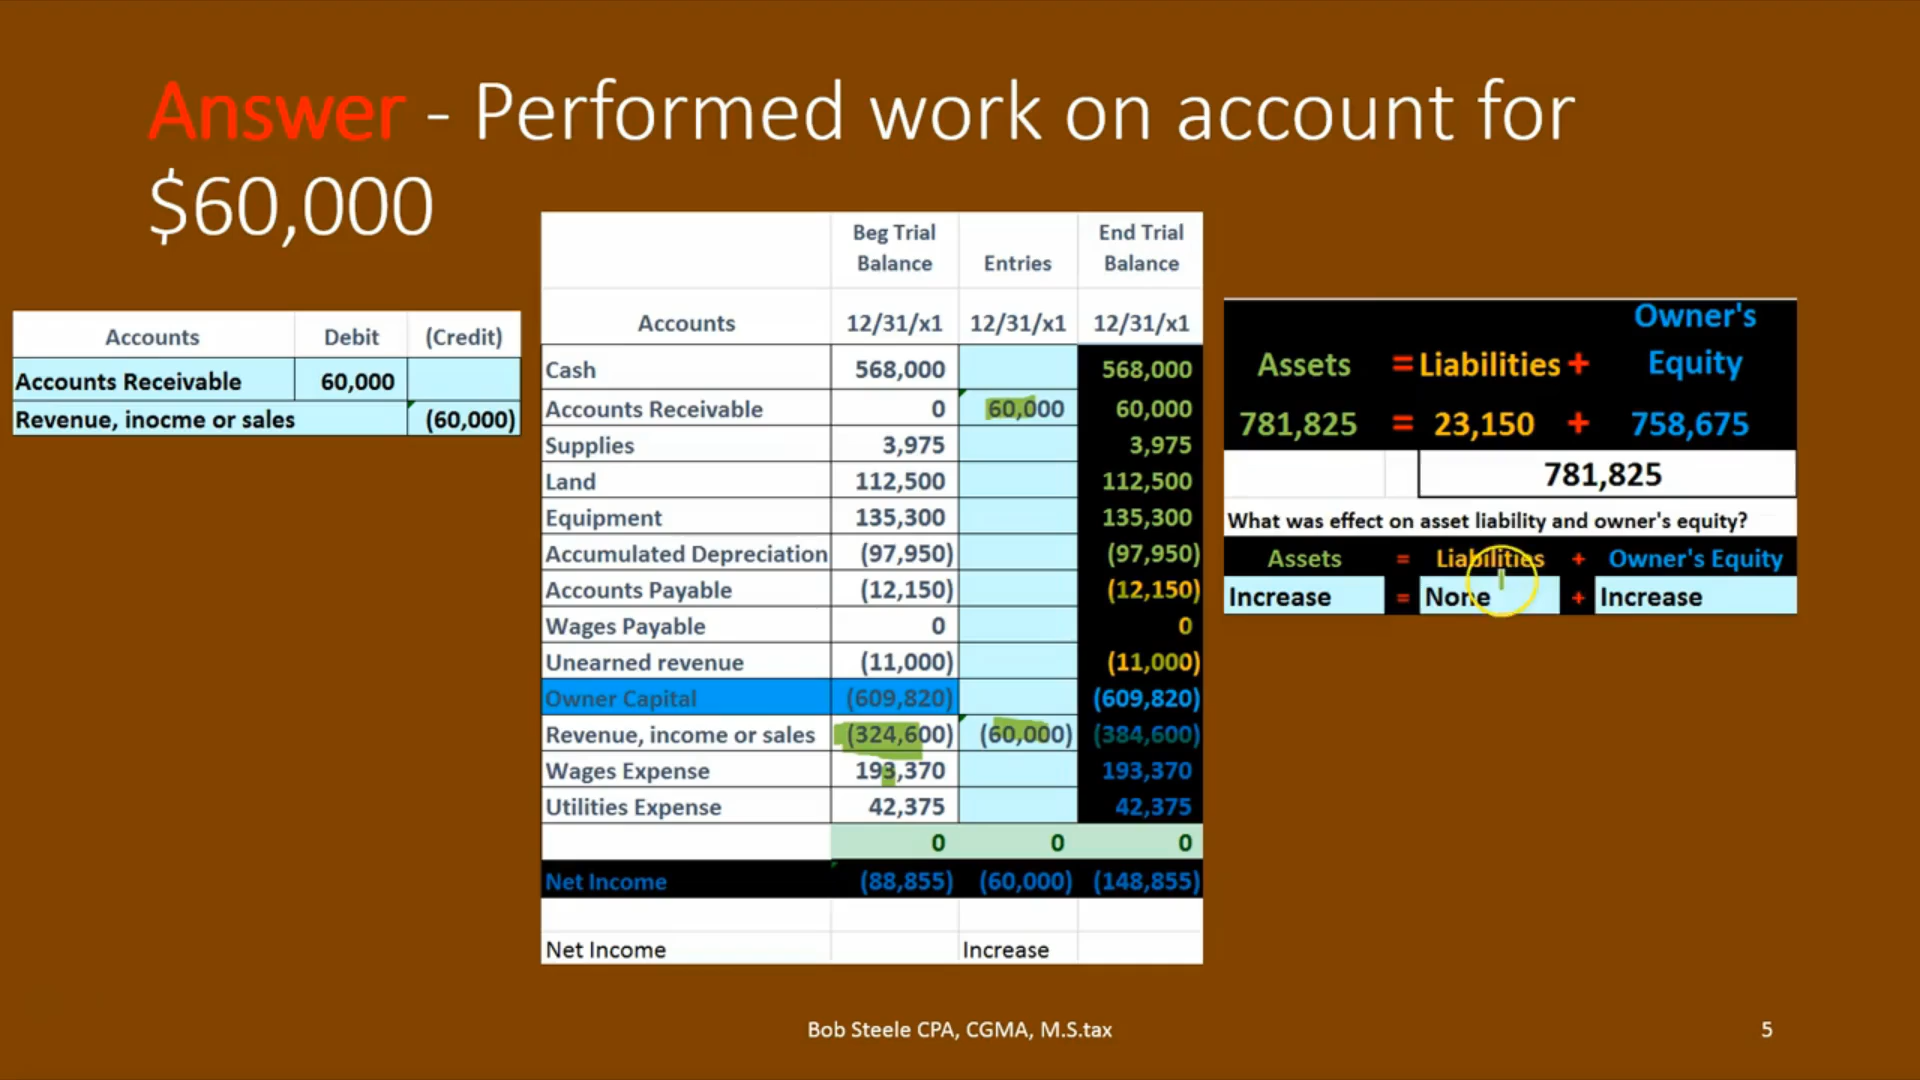 Answer - Performed work on account for
$60,000
Accounts Debit (Credit)
Accounts Receivable 60,000
Revenue, inocme or sales (60,000)
Beg Trial Balance Entries End Trial Balance
Accounts 12/31/x1 12/31/x1 12/31/x1
Cash 568,000 568,000
Accounts Receivable 0 60,000 60,000
Supplies 3,975 3,975
Land 112,500 112,500
Equipment 135,300 135,300
Accumulated Depreciation (97,950) (97,950)
Accounts Payable (12,150) (12,150)
Wages Payable 0 0
Unearned revenue (11,000) (11,000)
Owner Capital (609,820) (609,820)
Revenue, income or sales (324,600) (60,000) (384,600)
Wages Expense 193,370 193,370
Utilities Expense 42,375 42,375
0 0 0
Net Income (88,855) (60,000) (148,855)
Net Income Increase
Assets = Liabilities + Owner's Equity
781,825 = 23,150 + 758,675
781,825
What was effect on asset liability and owner's equity?
Assets = Liabilities + Owner's Equity
Increase = None + Increase
Bob Steele CPA, CGMA, M.S.tax
5